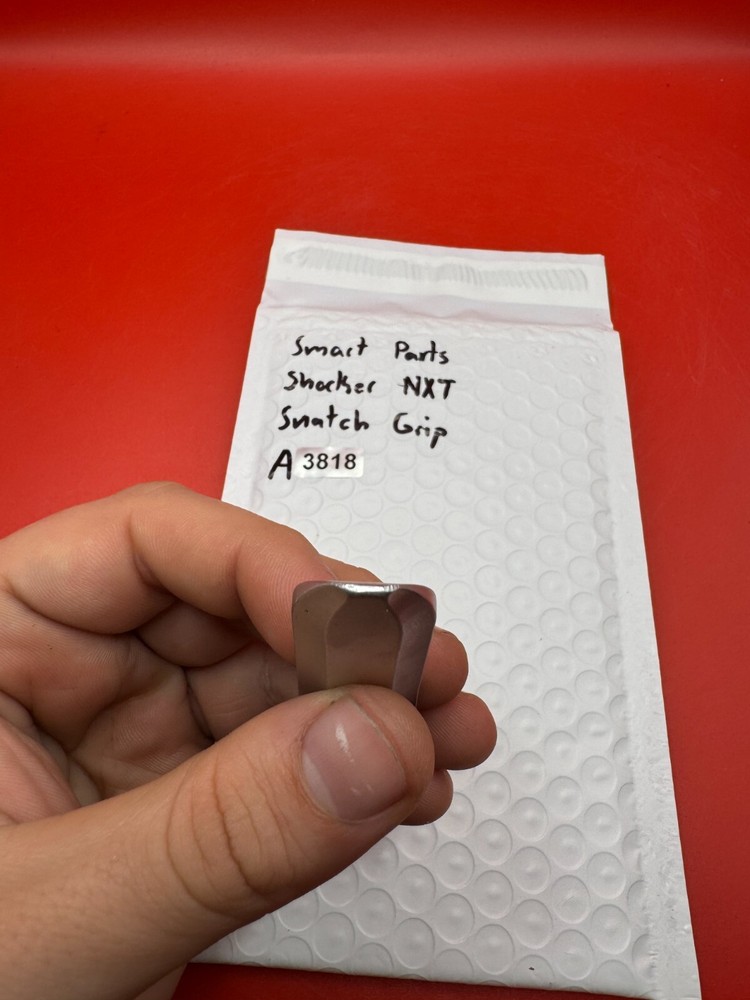 Smart Parts
Shocker NXT
Snatch Grip
A 3818